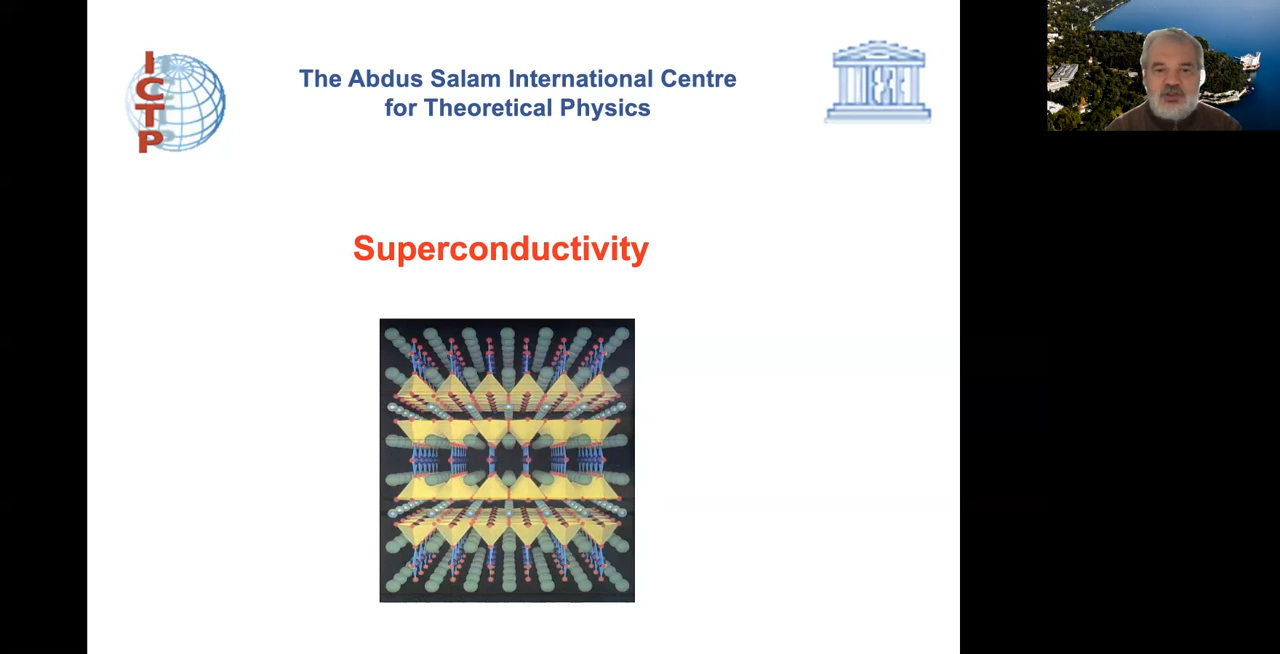 ICTP
The Abdus Salam International Centre
for Theoretical Physics
Superconductivity